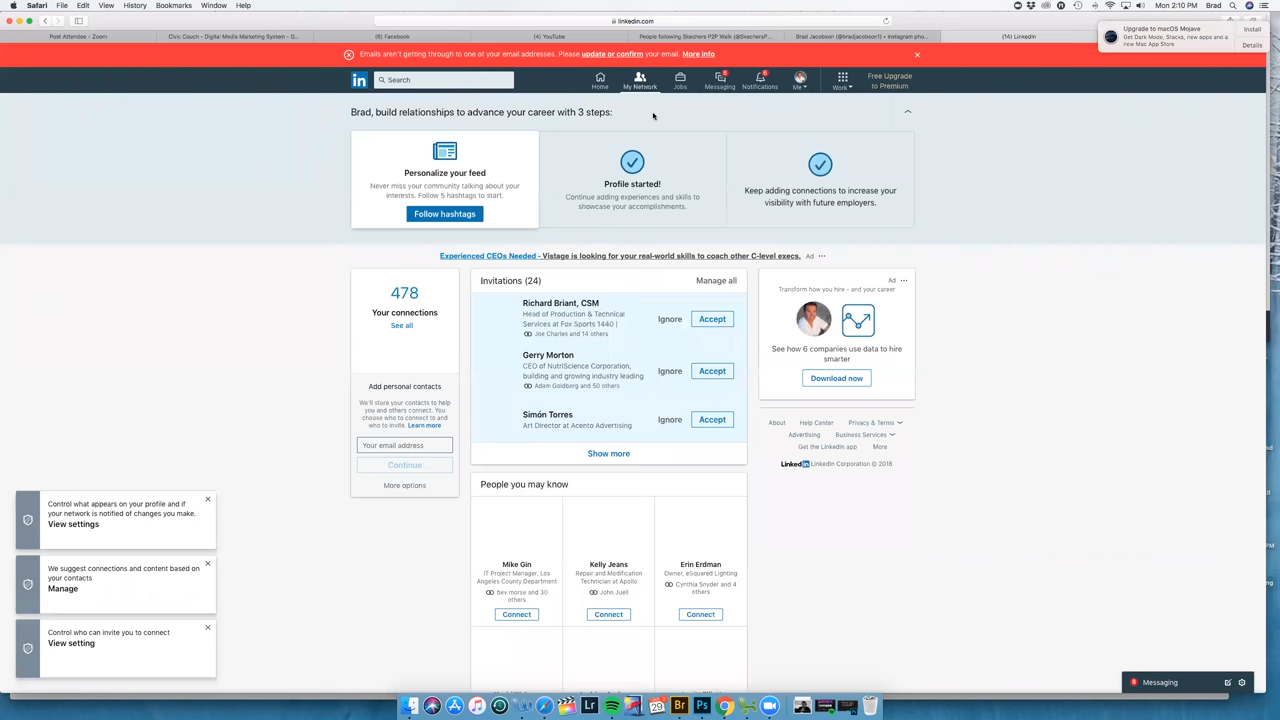 Safari File Edit View History Bookmarks Window Help
Mon 2:10 PM Brad
linkedin.com
Post Attendee - Zoom
Civic Couch - Digital Media Marketing System - G...
(8) Facebook
(4) YouTube
People following Skechers P2P Walk (@SkechersP...
Brad Jacobson (@bradjacobson1) • Instagram pho...
(14) LinkedIn
Upgrade to macOS Mojave
Get Dark Mode, Stacks, new apps and a
new Mac App Store
Install
Details
Emails aren't getting through to one of your email addresses. Please update or confirm your email. More info
in
Search
Home
My Network
Jobs
8
Messaging
6
Notifications
Me
Work
Free Upgrade
to Premium
Brad, build relationships to advance your career with 3 steps:
Personalize your feed
Never miss your community talking about your
interests. Follow 5 hashtags to start.
Follow hashtags
Profile started!
Continue adding experiences and skills to
showcase your accomplishments.
Keep adding connections to increase your
visibility with future employers.
Experienced CEOs Needed - Vistage is looking for your real-world skills to coach other C-level execs. Ad ...
478
Your connections
See all
Add personal contacts
We'll store your contacts to help
you and others connect. You
choose who to connect to and
who to invite. Learn more
Your email address
Continue
More options
Invitations (24)
Manage all
Richard Briant, CSM
Head of Production & Technical
Services at Fox Sports 1440 |
Joe Charles and 14 others
Ignore
Accept
Gerry Morton
CEO of NutriScience Corporation,
building and growing industry leading
Adam Goldberg and 50 others
Ignore
Accept
Simón Torres
Art Director at Acento Advertising
Ignore
Accept
Show more
People you may know
Mike Gin
IT Project Manager, Los
Angeles County Department
bev morse and 30
others
Connect
Kelly Jeans
Repair and Modification
Technician at Apollo
John Juell
Connect
Erin Erdman
Owner, eSquared Lighting
Cynthia Snyder and 4
others
Connect
Ad ...
Transform how you hire - and your career
See how 6 companies use data to hire
smarter
Download now
About Help Center Privacy & Terms
Advertising Business Services
Get the LinkedIn app More
Linked in LinkedIn Corporation © 2018
Control what appears on your profile and if
your network is notified of changes you make.
View settings
We suggest connections and content based on
your contacts
Manage
Control who can invite you to connect
View setting
8 Messaging
Lr
29
Br
Ps